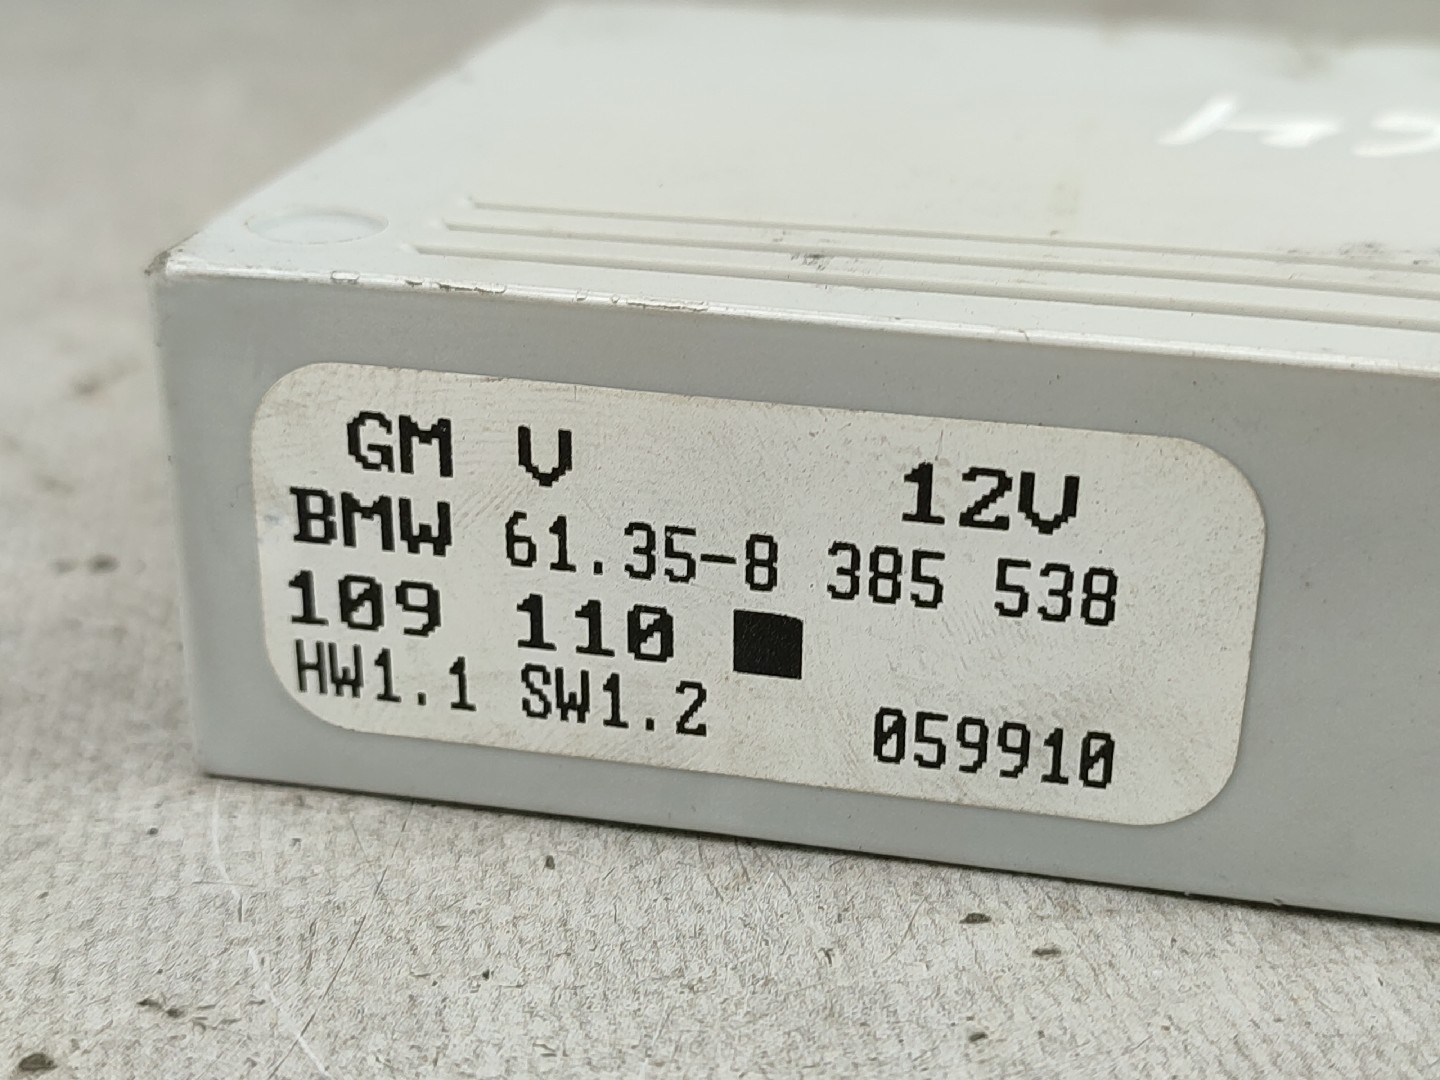 GM V 12V
BMW 61.35-8 385 538
109 110
HW1.1 SW1.2 059910